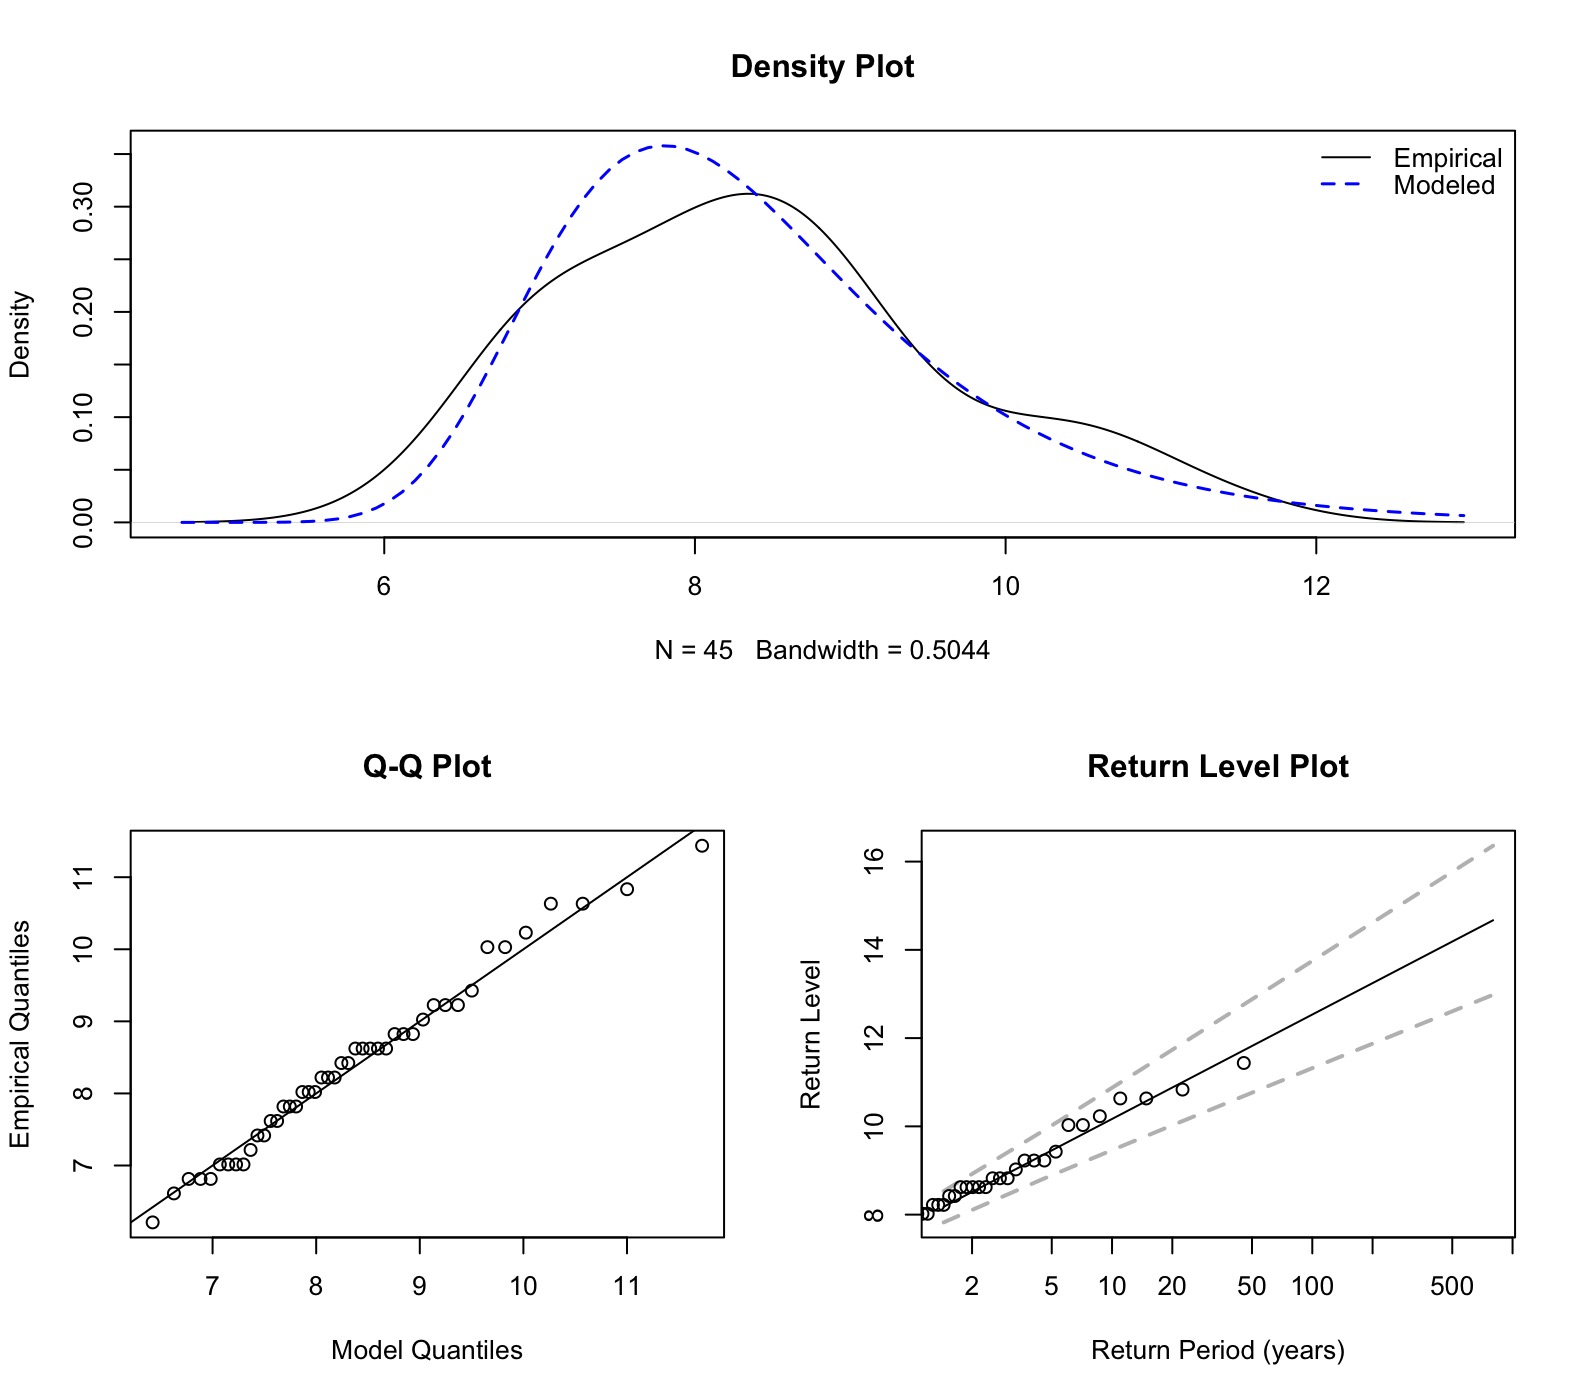 Density Plot
Empirical
Modeled
Density
0.00 0.10 0.20 0.30
6 8 10 12
N = 45 Bandwidth = 0.5044
Q-Q Plot
Empirical Quantiles
7 8 9 10 11
7 8 9 10 11
Model Quantiles
Return Level Plot
Return Level
8 10 12 14 16
2 5 10 20 50 100 500
Return Period (years)